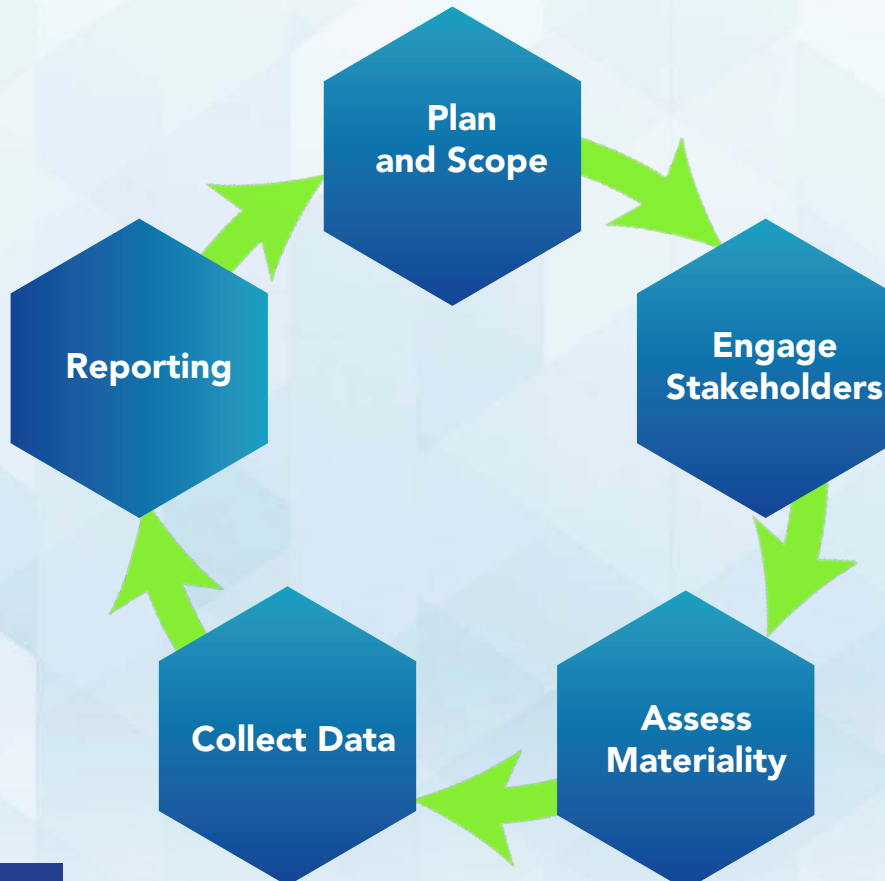 Plan
and Scope
Engage
Stakeholders
Assess
Materiality
Collect Data
Reporting